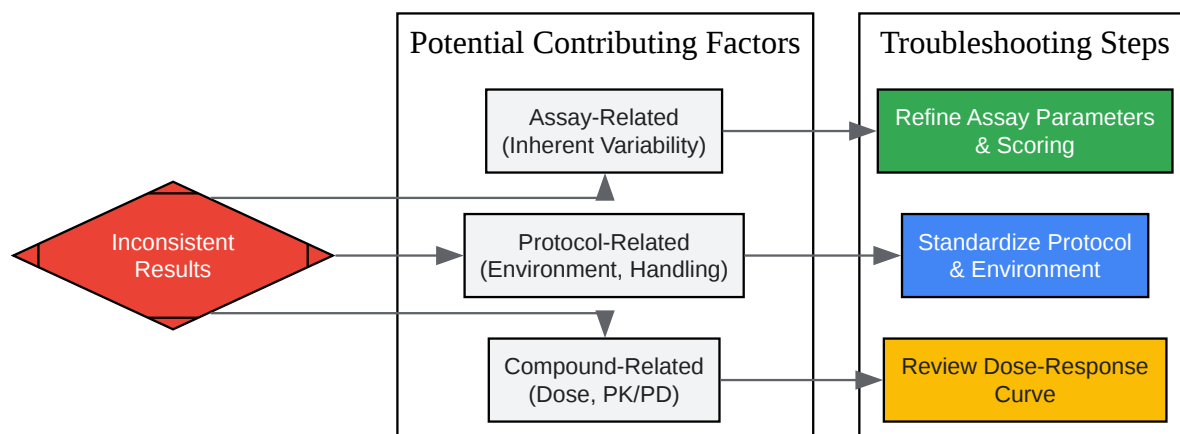 Potential Contributing Factors
Troubleshooting Steps
Assay-Related
(Inherent Variability)
Refine Assay Parameters
& Scoring
Inconsistent
Results
Protocol-Related
(Environment, Handling)
Standardize Protocol
& Environment
Compound-Related
(Dose, PK/PD)
Review Dose-Response
Curve